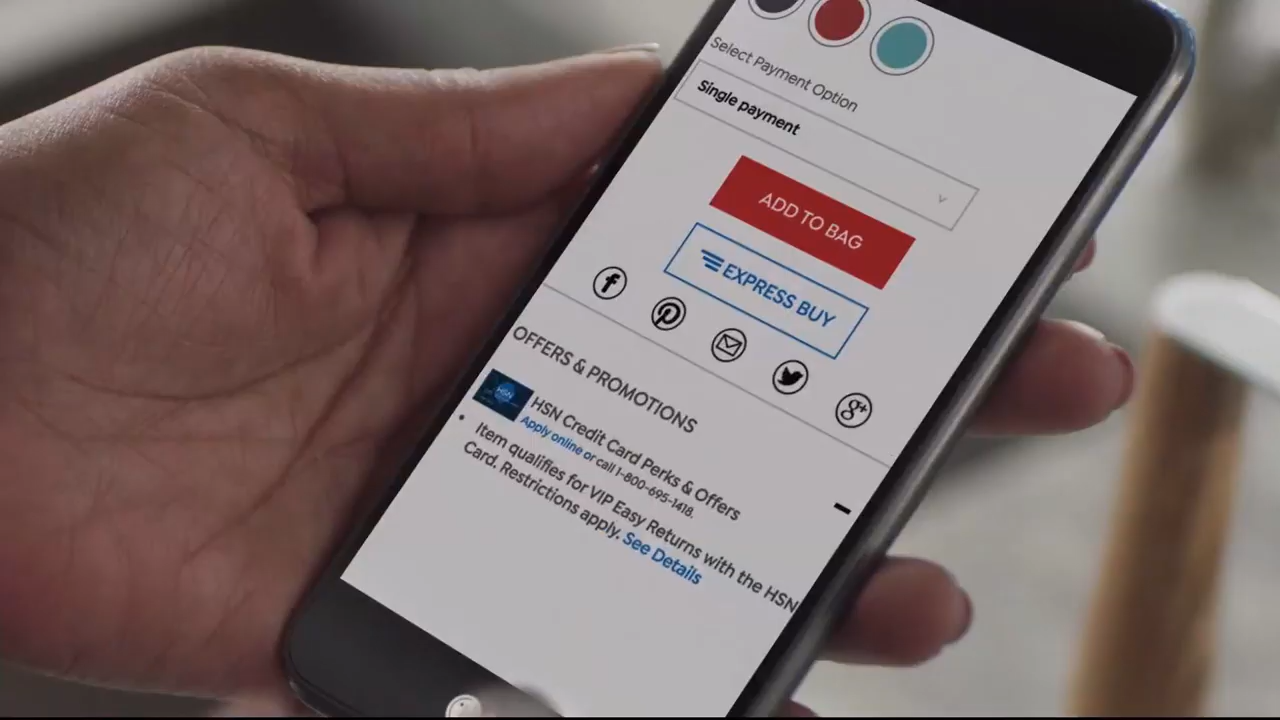 Select Payment Option
Single payment
ADD TO BAG
EXPRESS BUY
OFFERS & PROMOTIONS
HSN
HSN Credit Card Perks & Offers
Apply online or call 1-800-695-1418.
Item qualifies for VIP Easy Returns with the HSN
Card. Restrictions apply. See Details